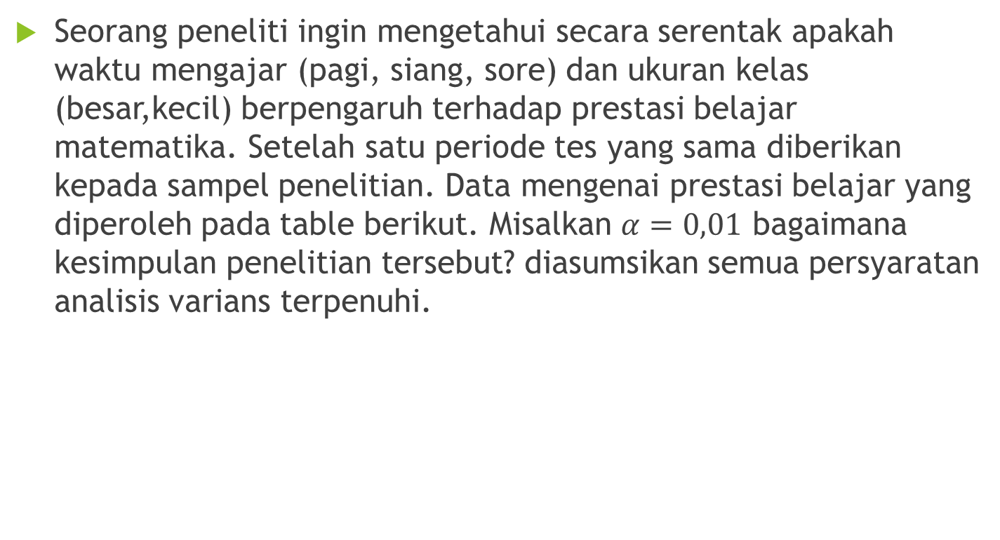 Seorang peneliti ingin mengetahui secara serentak apakah
waktu mengajar (pagi, siang, sore) dan ukuran kelas
(besar,kecil) berpengaruh terhadap prestasi belajar
matematika. Setelah satu periode tes yang sama diberikan
kepada sampel penelitian. Data mengenai prestasi belajar yang
diperoleh pada table berikut. Misalkan 𝛼 = 0,01 bagaimana
kesimpulan penelitian tersebut? diasumsikan semua persyaratan
analisis varians terpenuhi.